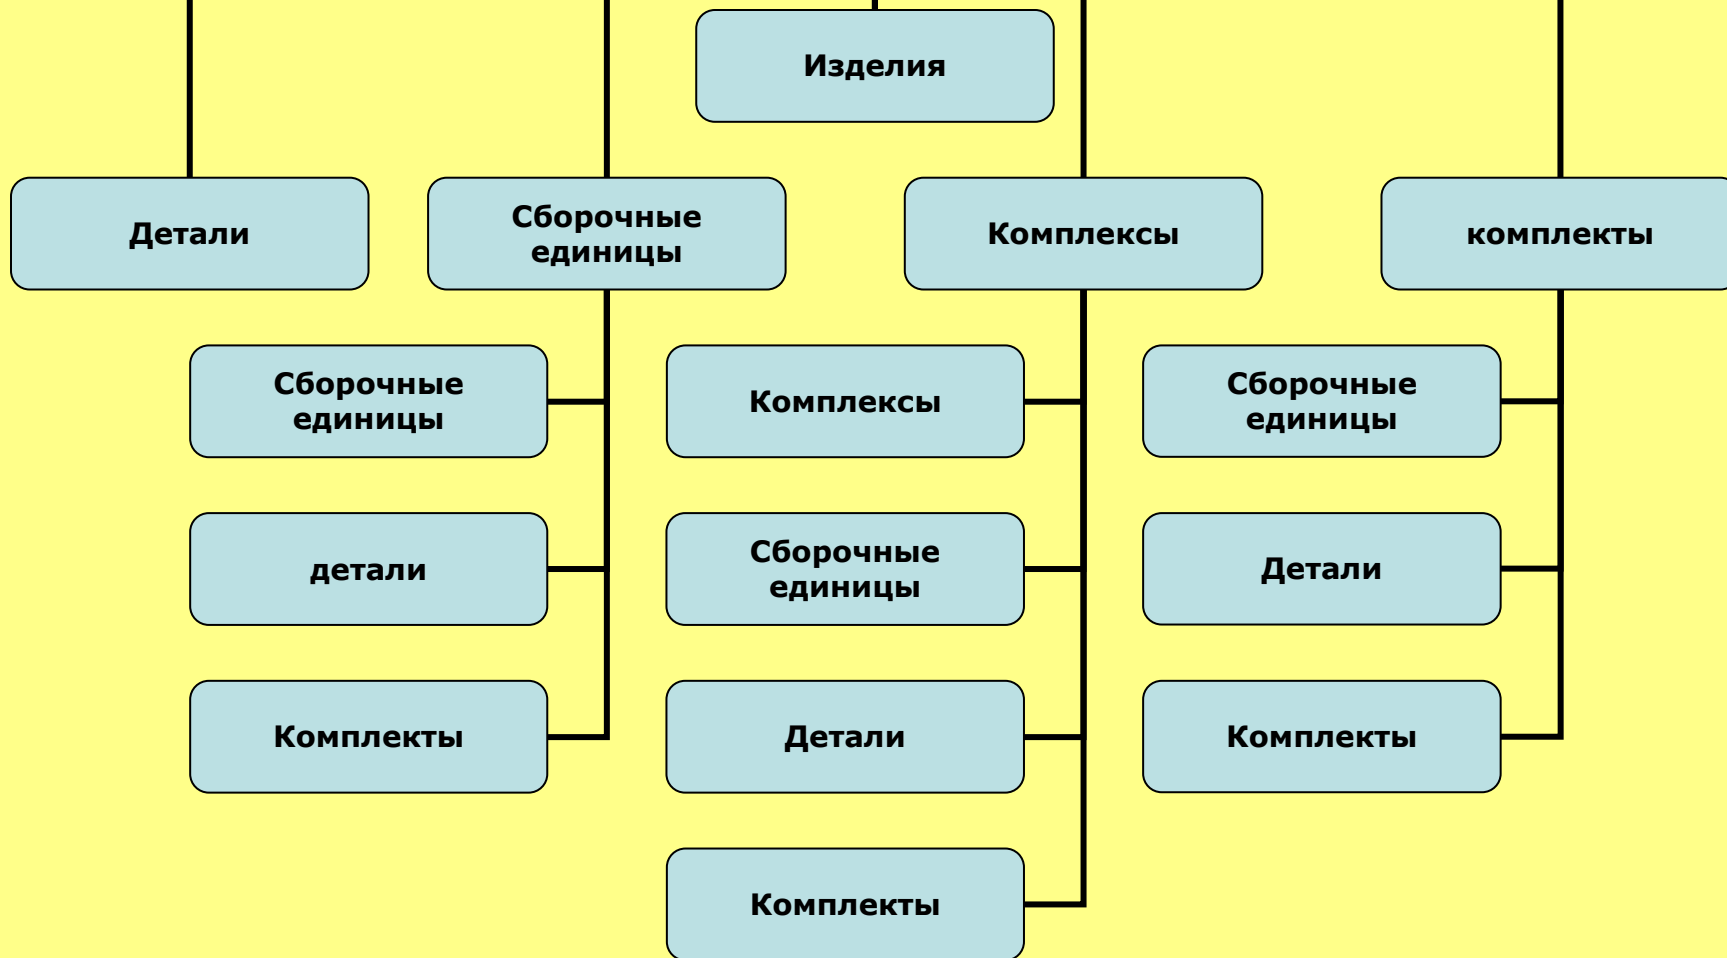 Изделия
Детали
Сборочные
единицы
Комплексы
комплекты
Сборочные
единицы
Комплексы
Сборочные
единицы
детали
Сборочные
единицы
Детали
Комплекты
Детали
Комплекты
Комплекты